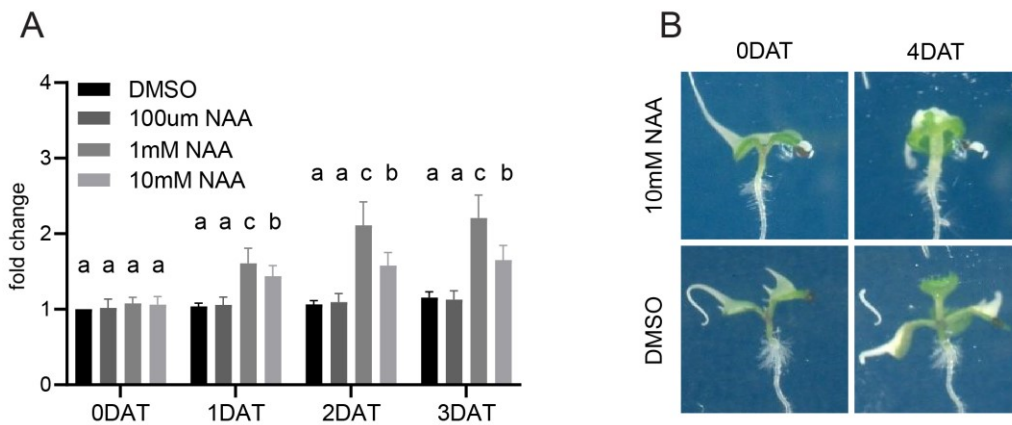 A
fold change
4
3
2
1
0
DMSO
100um NAA
1mM NAA
10mM NAA
a a a a
a a c b
a a c b
a a c b
0DAT 1DAT 2DAT 3DAT
B
0DAT 4DAT
10mM NAA
DMSO